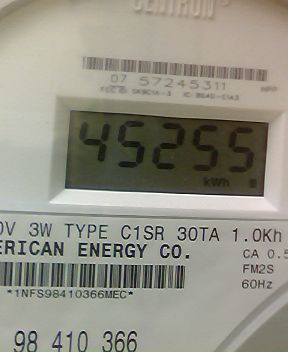 CENTRON
07 57245311
45255
kWh
0V 3W TYPE C1SR 30TA 1.0Kh
ERICAN ENERGY CO.
CA 0.5
FM2S
60Hz
*1NFS98410366MEC*
98 410 366